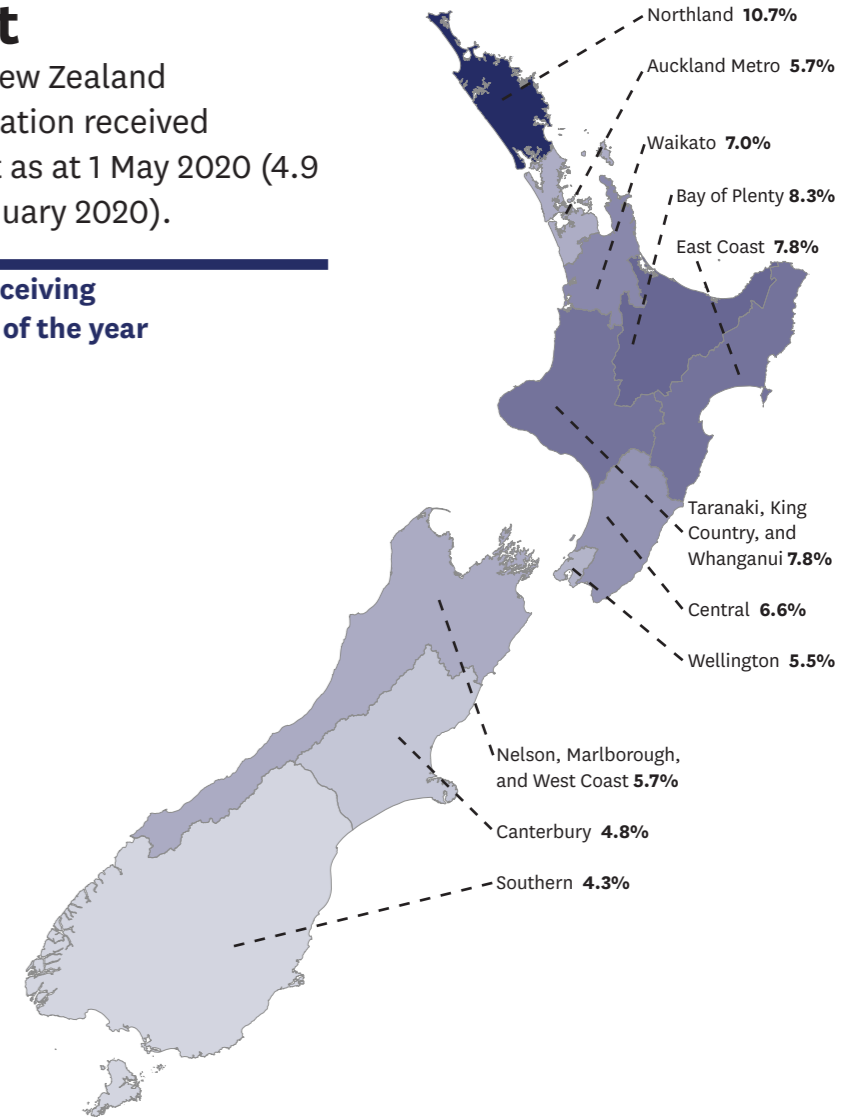 t
ew Zealand
ation received
t as at 1 May 2020 (4.9
uary 2020).
ceiving
of the year
Northland 10.7%
Auckland Metro 5.7%
Waikato 7.0%
Bay of Plenty 8.3%
East Coast 7.8%
Taranaki, King
Country, and
Whanganui 7.8%
Central 6.6%
Wellington 5.5%
Nelson, Marlborough,
and West Coast 5.7%
Canterbury 4.8%
Southern 4.3%